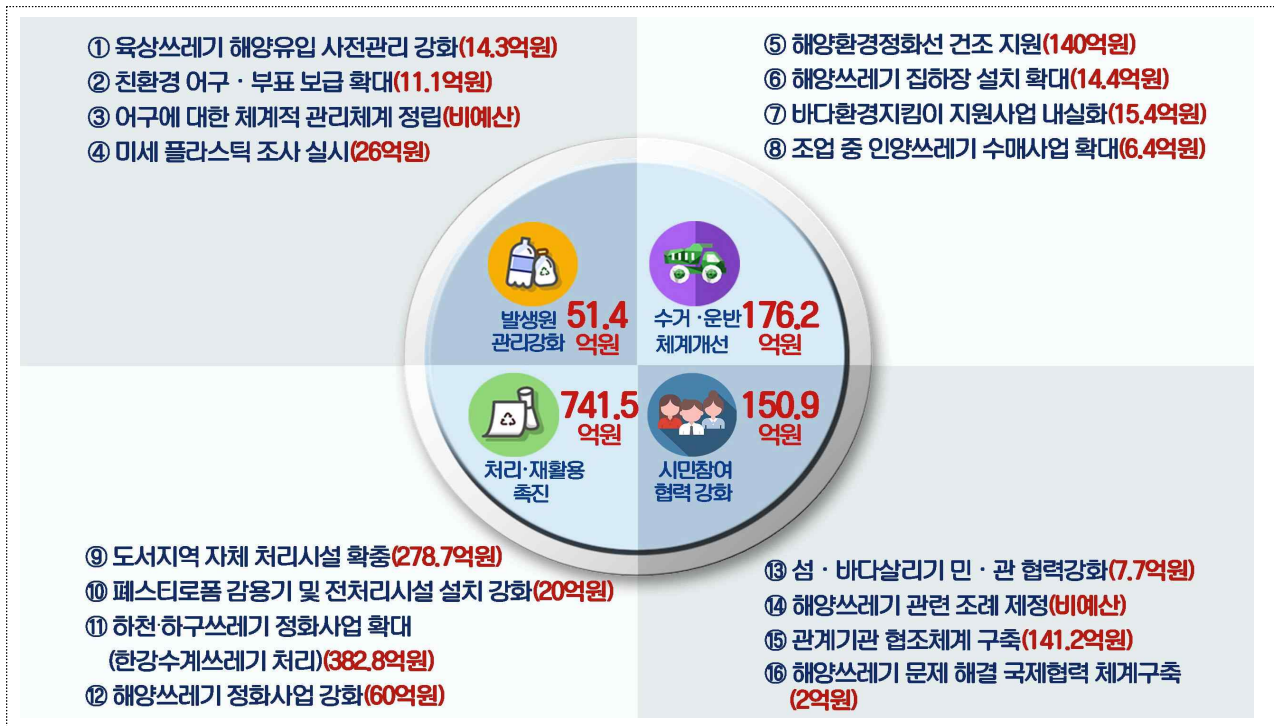 ① 육상쓰레기 해양유입 사전관리 강화(14.3억원)
② 친환경 어구 · 부표 보급 확대(11.1억원)
③ 어구에 대한 체계적 관리체계 정립(비예산)
④ 미세 플라스틱 조사 실시(26억원)
⑤ 해양환경정화선 건조 지원(140억원)
⑥ 해양쓰레기 집하장 설치 확대(14.4억원)
⑦ 바다환경지킴이 지원사업 내실화(15.4억원)
⑧ 조업 중 인양쓰레기 수매사업 확대(6.4억원)
발생원
관리강화
51.4
억원
수거 ·운반
체계개선
176.2
억원
741.5
억원
처리·재활용
촉진
150.9
억원
시민참여
협력 강화
⑨ 도서지역 자체 처리시설 확충(278.7억원)
⑩ 폐스티로폼 감용기 및 전처리시설 설치 강화(20억원)
⑪ 하천·하구쓰레기 정화사업 확대
(한강수계쓰레기 처리)(382.8억원)
⑫ 해양쓰레기 정화사업 강화(60억원)
⑬ 섬 · 바다살리기 민 · 관 협력강화(7.7억원)
⑭ 해양쓰레기 관련 조례 제정(비예산)
⑮ 관계기관 협조체계 구축(141.2억원)
⑯ 해양쓰레기 문제 해결 국제협력 체계구축
(2억원)